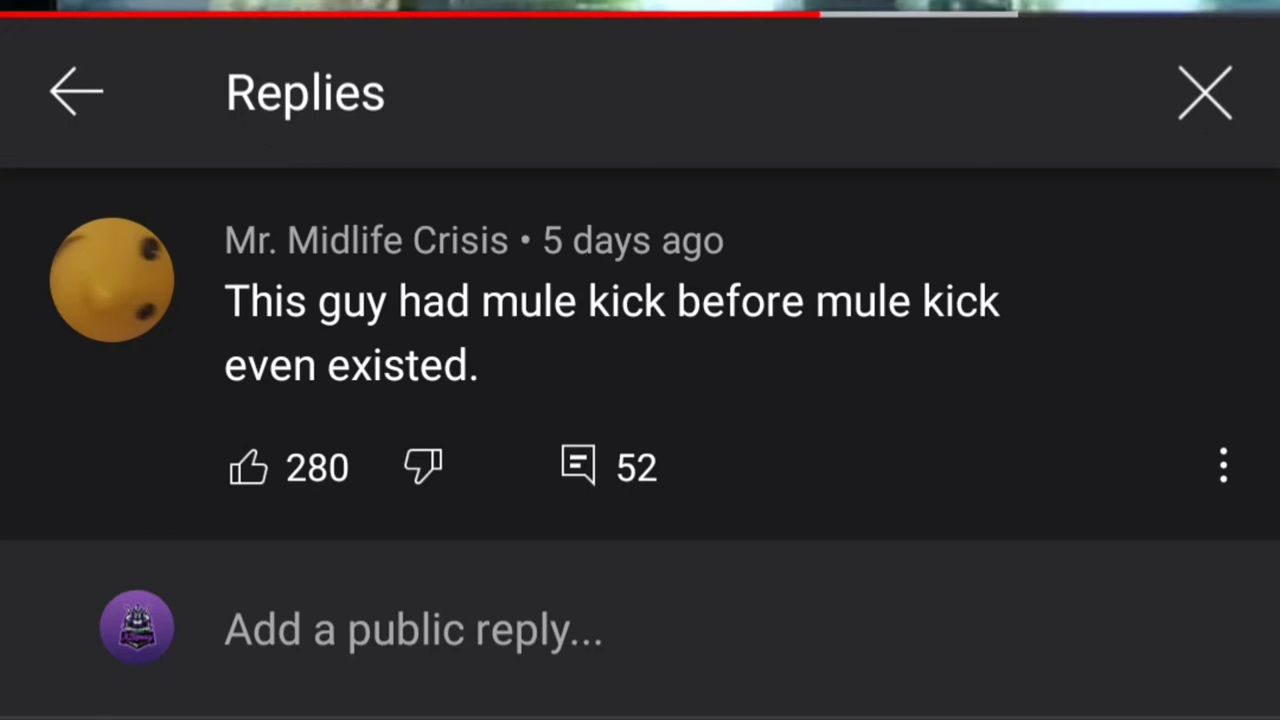 Replies
Mr. Midlife Crisis • 5 days ago
This guy had mule kick before mule kick
even existed.
280 52
Add a public reply...